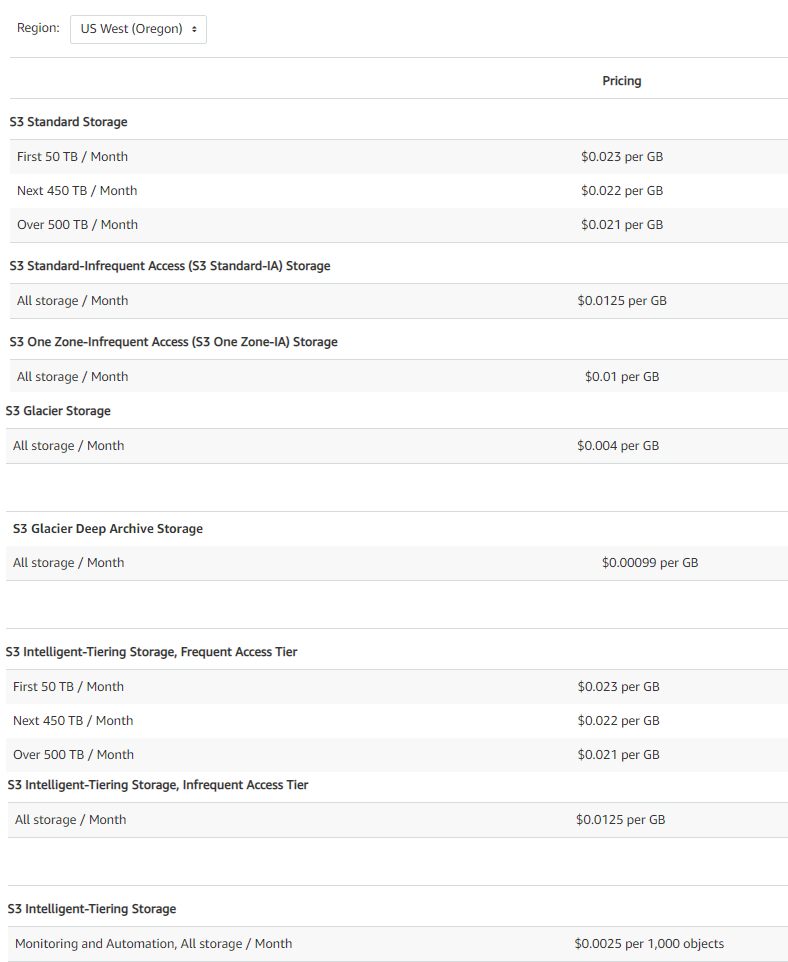 Region: US West (Oregon)
Pricing
S3 Standard Storage
First 50 TB / Month $0.023 per GB
Next 450 TB / Month $0.022 per GB
Over 500 TB / Month $0.021 per GB
S3 Standard-Infrequent Access (S3 Standard-IA) Storage
All storage / Month $0.0125 per GB
S3 One Zone-Infrequent Access (S3 One Zone-IA) Storage
All storage / Month $0.01 per GB
S3 Glacier Storage
All storage / Month $0.004 per GB
S3 Glacier Deep Archive Storage
All storage / Month $0.00099 per GB
S3 Intelligent-Tiering Storage, Frequent Access Tier
First 50 TB / Month $0.023 per GB
Next 450 TB / Month $0.022 per GB
Over 500 TB / Month $0.021 per GB
S3 Intelligent-Tiering Storage, Infrequent Access Tier
All storage / Month $0.0125 per GB
S3 Intelligent-Tiering Storage
Monitoring and Automation, All storage / Month $0.0025 per 1,000 objects